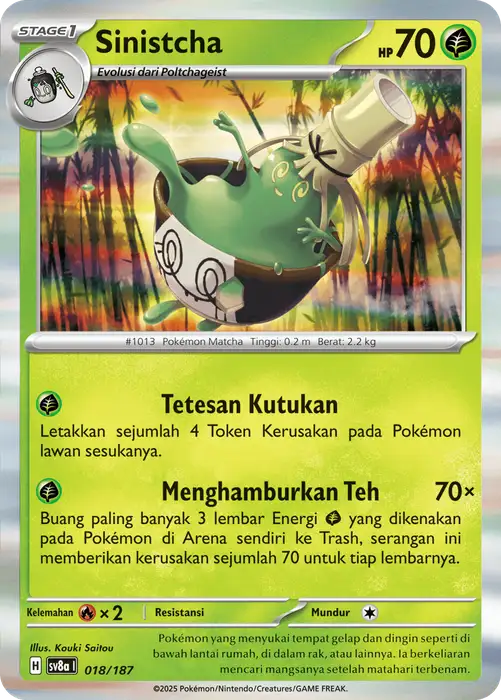 STAGE1
Sinistcha
HP 70
Evolusi dari Poltchageist
#1013 Pokémon Matcha Tinggi: 0.2 m Berat: 2.2 kg
Tetesan Kutukan
Letakkan sejumlah 4 Token Kerusakan pada Pokémon
lawan sesukanya.
Menghamburkan Teh 70×
Buang paling banyak 3 lembar Energi yang dikenakan
pada Pokémon di Arena sendiri ke Trash, serangan ini
memberikan kerusakan sejumlah 70 untuk tiap lembarnya.
Kelemahan × 2 Resistansi Mundur
Illus. Kouki Saitou
H sv8a I 018/187
Pokémon yang menyukai tempat gelap dan dingin seperti di
bawah lantai rumah, di dalam rak, atau lainnya. Ia berkeliaran
mencari mangsanya setelah matahari terbenam.
©2025 Pokémon/Nintendo/Creatures/GAME FREAK.